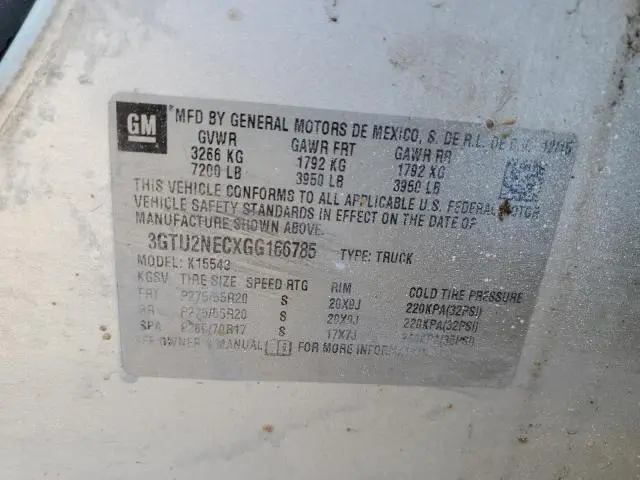 GM
*MFD BY GENERAL MOTORS DE MEXICO, S. DE R.L. DE C.V. 12/15
GVWR GAWR FRT GAWR RR
3266 KG 1792 KG 1792 KG
7200 LB 3950 LB 3950 LB
THIS VEHICLE CONFORMS TO ALL APPLICABLE U.S. FEDERAL MOTOR
VEHICLE SAFETY STANDARDS IN EFFECT ON THE DATE OF
MANUFACTURE SHOWN ABOVE.
3GTU2NECXGG166785 TYPE: TRUCK
MODEL: K15543
KGSV TIRE SIZE SPEED RTG RIM COLD TIRE PRESSURE
FRT P275/55R20 S 20X9J 220KPA(32PSI)
RR P275/55R20 S 20X9J 220KPA(32PSI)
SPA P265/70R17 S 17X7J
SEE OWNER'S MANUAL FOR MORE INFORMATION